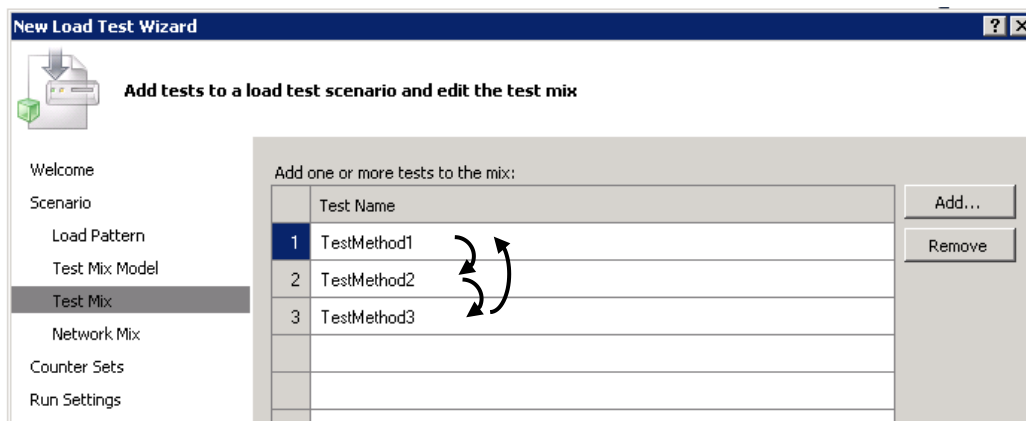 New Load Test Wizard
?
Add tests to a load test scenario and edit the test mix
Welcome
Scenario
Load Pattern
Test Mix Model
Test Mix
Network Mix
Counter Sets
Run Settings
Add one or more tests to the mix:
Test Name
1 TestMethod1
2 TestMethod2
3 TestMethod3
Add...
Remove